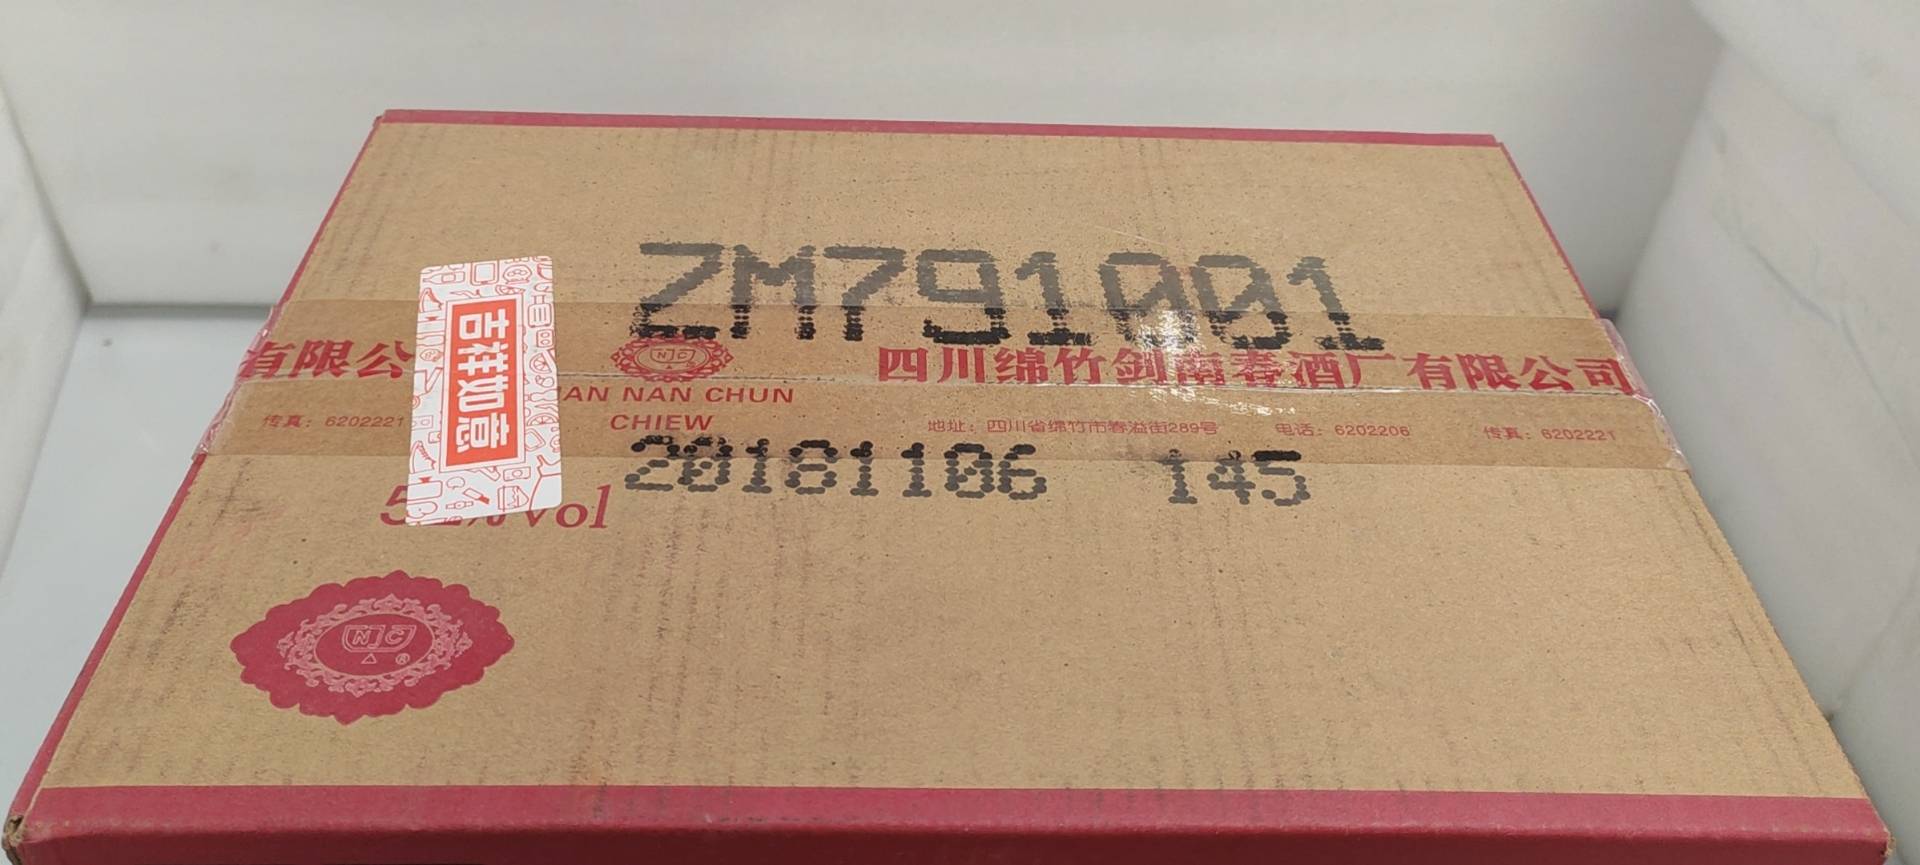 ZM791001
有限公
四川绵竹剑南春酒厂有限公司
NJC
AN NAN CHUN
CHIEW
传真：6202221
地址：四川省绵竹市春溢街289号 电话：6202206 传真：6202221
吉祥如意
20181106 145
vol
NJC
®